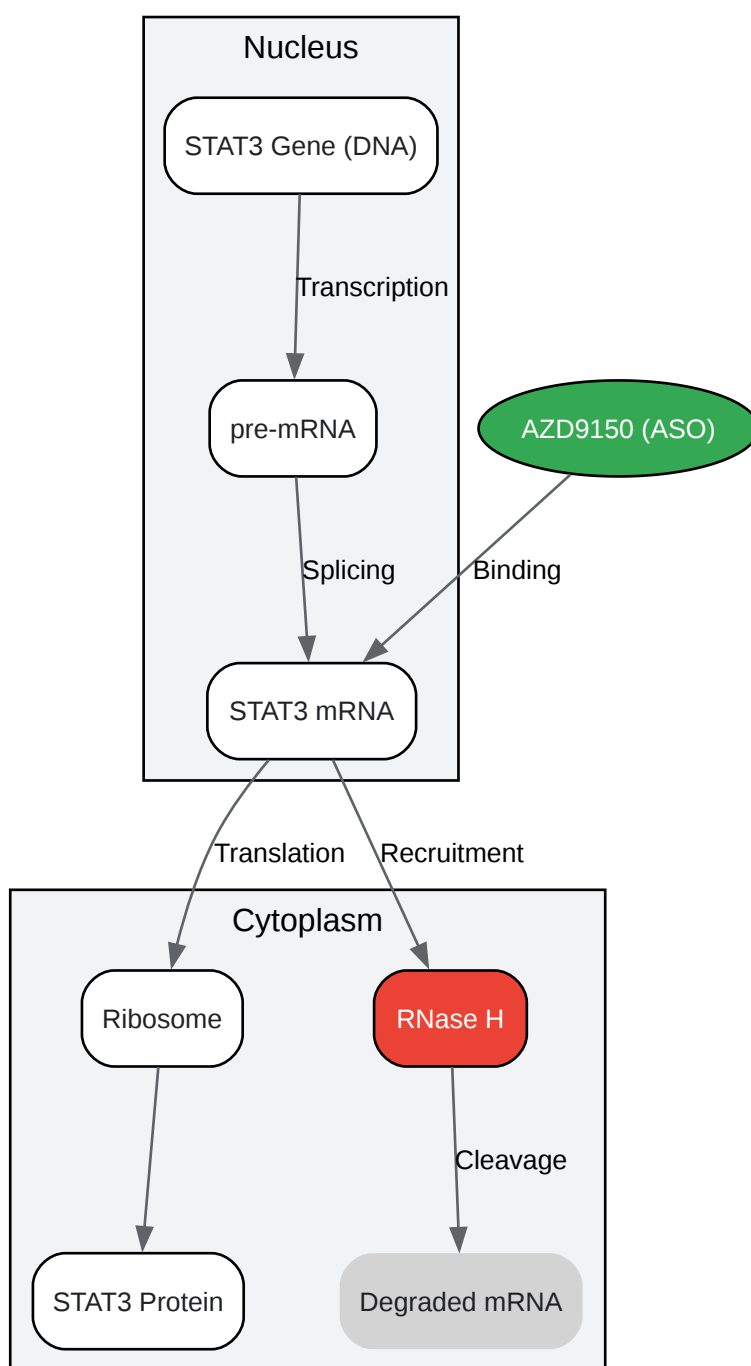 Nucleus
STAT3 Gene (DNA)
Transcription
pre-mRNA
AZD9150 (ASO)
Splicing
Binding
STAT3 mRNA
Translation
Recruitment
Cytoplasm
Ribosome
RNase H
Cleavage
STAT3 Protein
Degraded mRNA